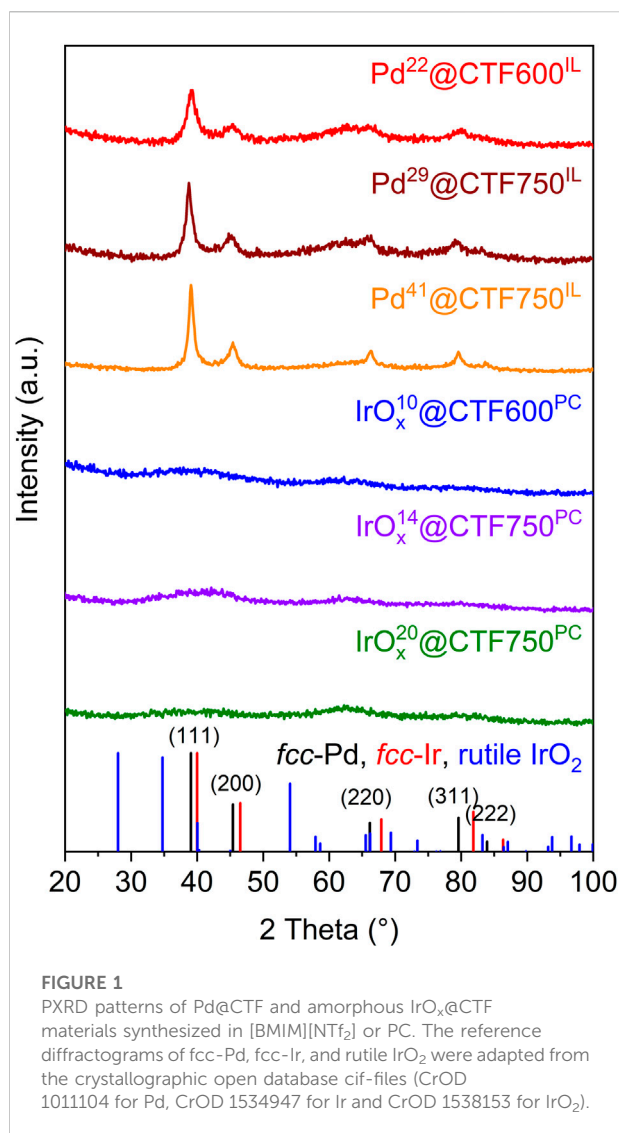 Pd²²@CTF600ᴵᴸ
Pd²⁹@CTF750ᴵᴸ
Pd⁴¹@CTF750ᴵᴸ
IrOₓ¹⁰@CTF600ᴾᶜ
IrOₓ¹⁴@CTF750ᴾᶜ
IrOₓ²⁰@CTF750ᴾᶜ
Intensity (a.u.)
fcc-Pd, fcc-Ir, rutile IrO₂
(111)
(200)
(220)
(311)
(222)
20 30 40 50 60 70 80 90 100
2 Theta (°)
FIGURE 1
PXRD patterns of Pd@CTF and amorphous IrOₓ@CTF
materials synthesized in [BMIM][NTf₂] or PC. The reference
diffractograms of fcc-Pd, fcc-Ir, and rutile IrO₂ were adapted from
the crystallographic open database cif-files (CrOD
1011104 for Pd, CrOD 1534947 for Ir and CrOD 1538153 for IrO₂).